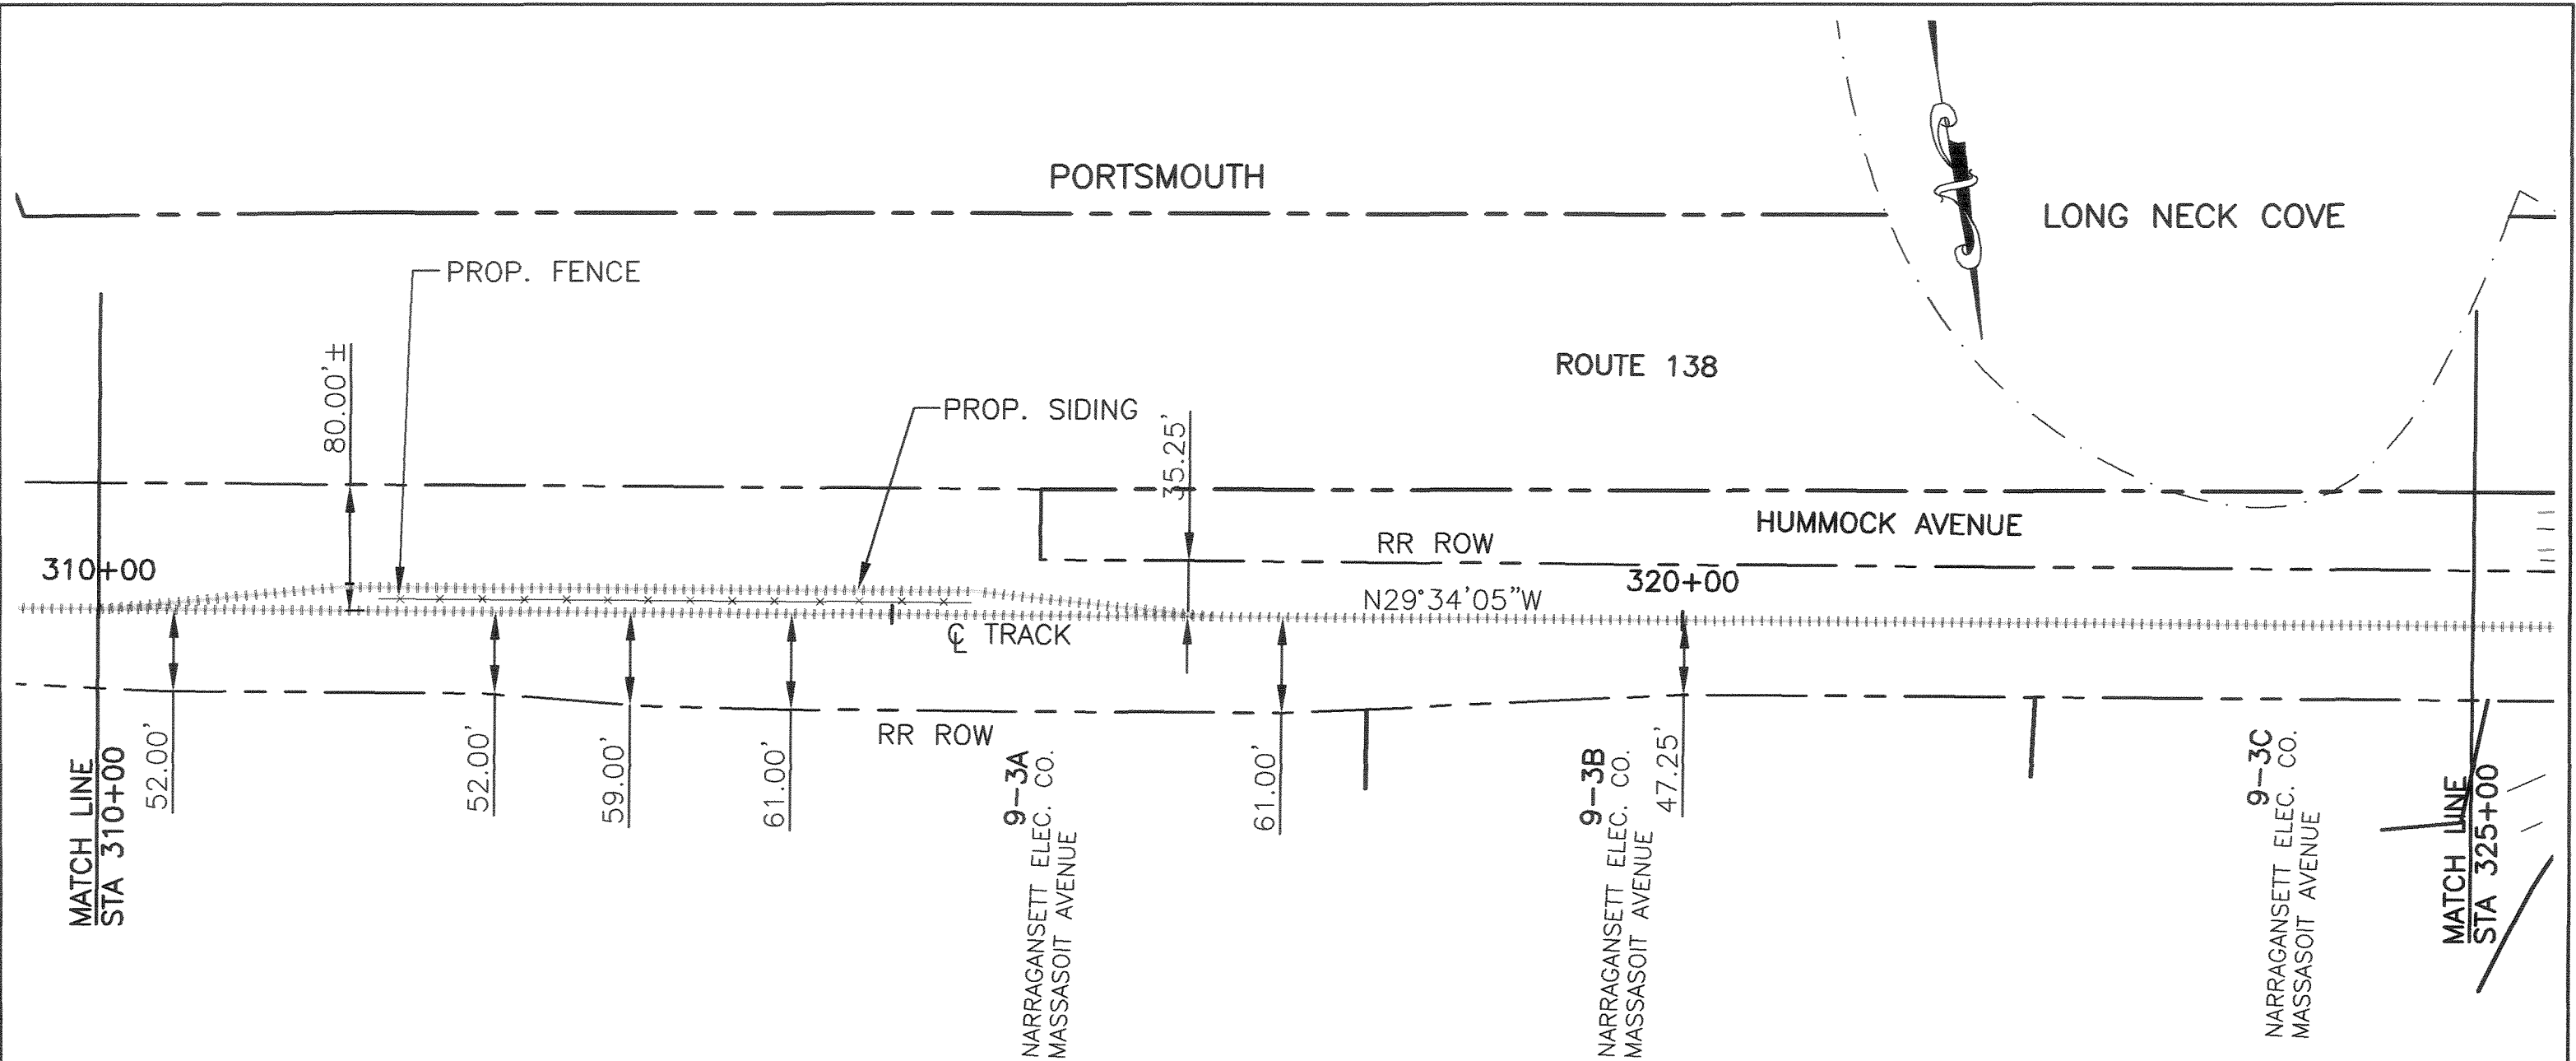 PORTSMOUTH
LONG NECK COVE
PROP. FENCE
80.00'±
ROUTE 138
PROP. SIDING
35.25'
HUMMOCK AVENUE
RR ROW
310+00
320+00
N29°34'05"W
℄ TRACK
RR ROW
MATCH LINE
STA 310+00
52.00'
52.00'
59.00'
61.00'
9-3A
NARRAGANSETT ELEC. CO.
MASSASOIT AVENUE
61.00'
9-3B
NARRAGANSETT ELEC. CO.
MASSASOIT AVENUE
47.25'
9-3C
NARRAGANSETT ELEC. CO.
MASSASOIT AVENUE
MATCH LINE
STA 325+00